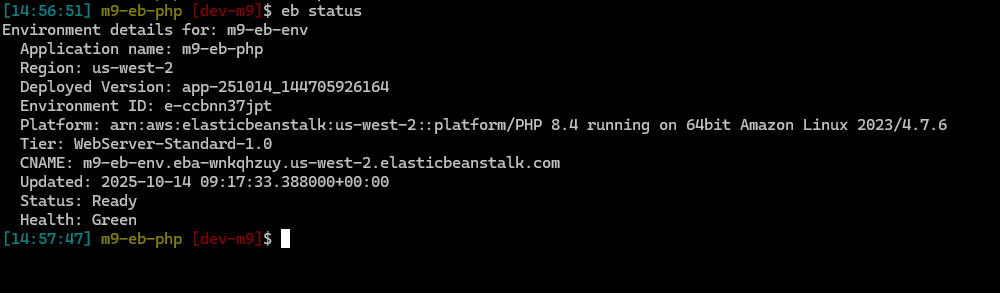 [14:56:51] m9-eb-php [dev-m9]$ eb status
Environment details for: m9-eb-env
  Application name: m9-eb-php
  Region: us-west-2
  Deployed Version: app-251014_144705926164
  Environment ID: e-ccbnn37jpt
  Platform: arn:aws:elasticbeanstalk:us-west-2::platform/PHP 8.4 running on 64bit Amazon Linux 2023/4.7.6
  Tier: WebServer-Standard-1.0
  CNAME: m9-eb-env.eba-wnkqhzuy.us-west-2.elasticbeanstalk.com
  Updated: 2025-10-14 09:17:33.388000+00:00
  Status: Ready
  Health: Green
[14:57:47] m9-eb-php [dev-m9]$